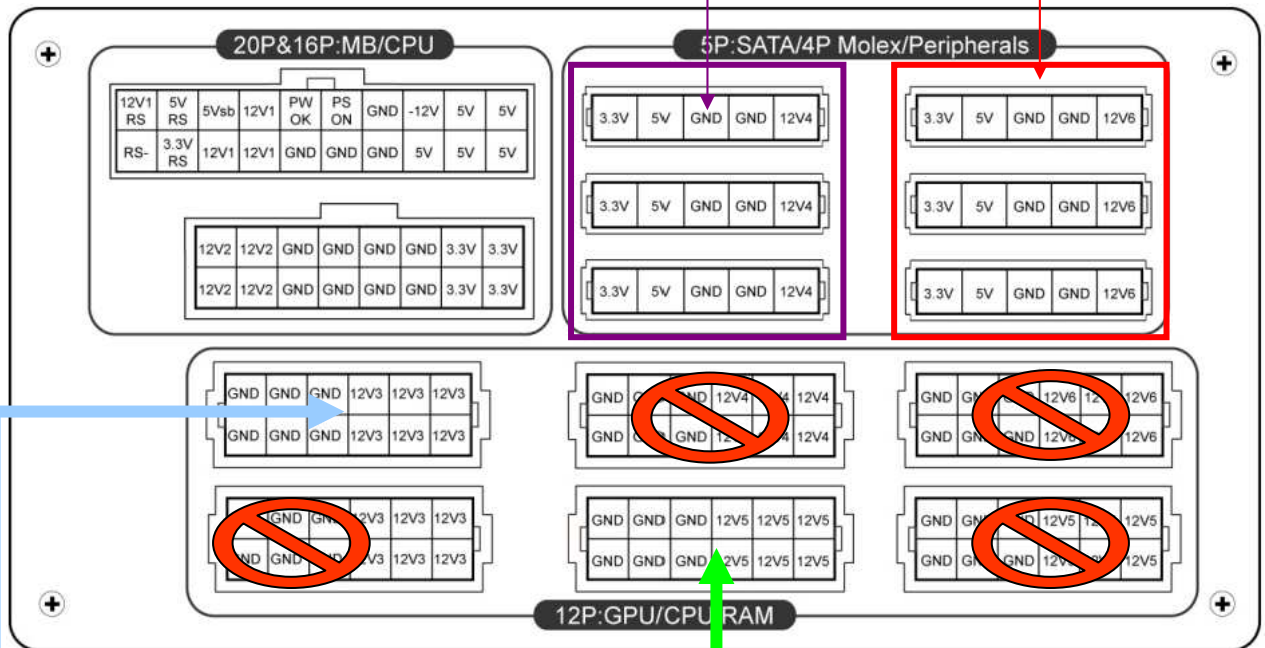 20P&16P:MB/CPU
12V1 RS 5V RS 5Vsb 12V1 PW OK PS ON GND -12V 5V 5V
RS- 3.3V RS 12V1 12V1 GND GND GND 5V 5V 5V
12V2 12V2 GND GND GND GND 3.3V 3.3V
12V2 12V2 GND GND GND GND 3.3V 3.3V
5P:SATA/4P Molex/Peripherals
3.3V 5V GND GND 12V4
3.3V 5V GND GND 12V6
3.3V 5V GND GND 12V4
3.3V 5V GND GND 12V6
3.3V 5V GND GND 12V4
3.3V 5V GND GND 12V6
GND GND GND 12V3 12V3 12V3
GND GND GND 12V3 12V3 12V3
GND 12V4 12V4
GND GND 12V4
GND 12V6 12V6
GND GND 12V6
GND 12V3 12V3
GND 12V3 12V3 12V3
GND GND GND 12V5 12V5 12V5
GND GND GND 12V5 12V5 12V5
GND 12V5 12V5
GND GND 12V5
12P:GPU/CPU RAM